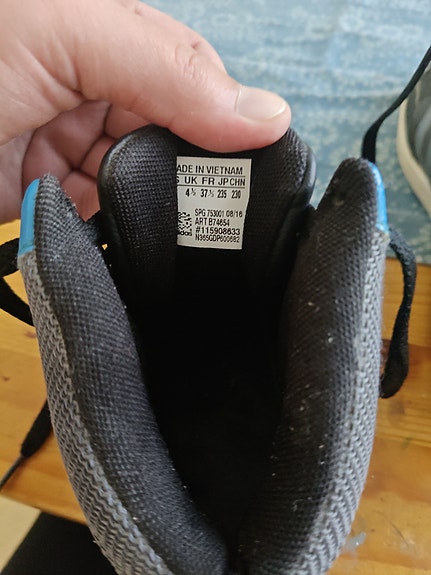 ADE IN VIETNAM
S UK FR JP CHN
4½ 37⅓ 235 230
SPG 753001 08/16
ART B74654
#115908633
N365GDP600682